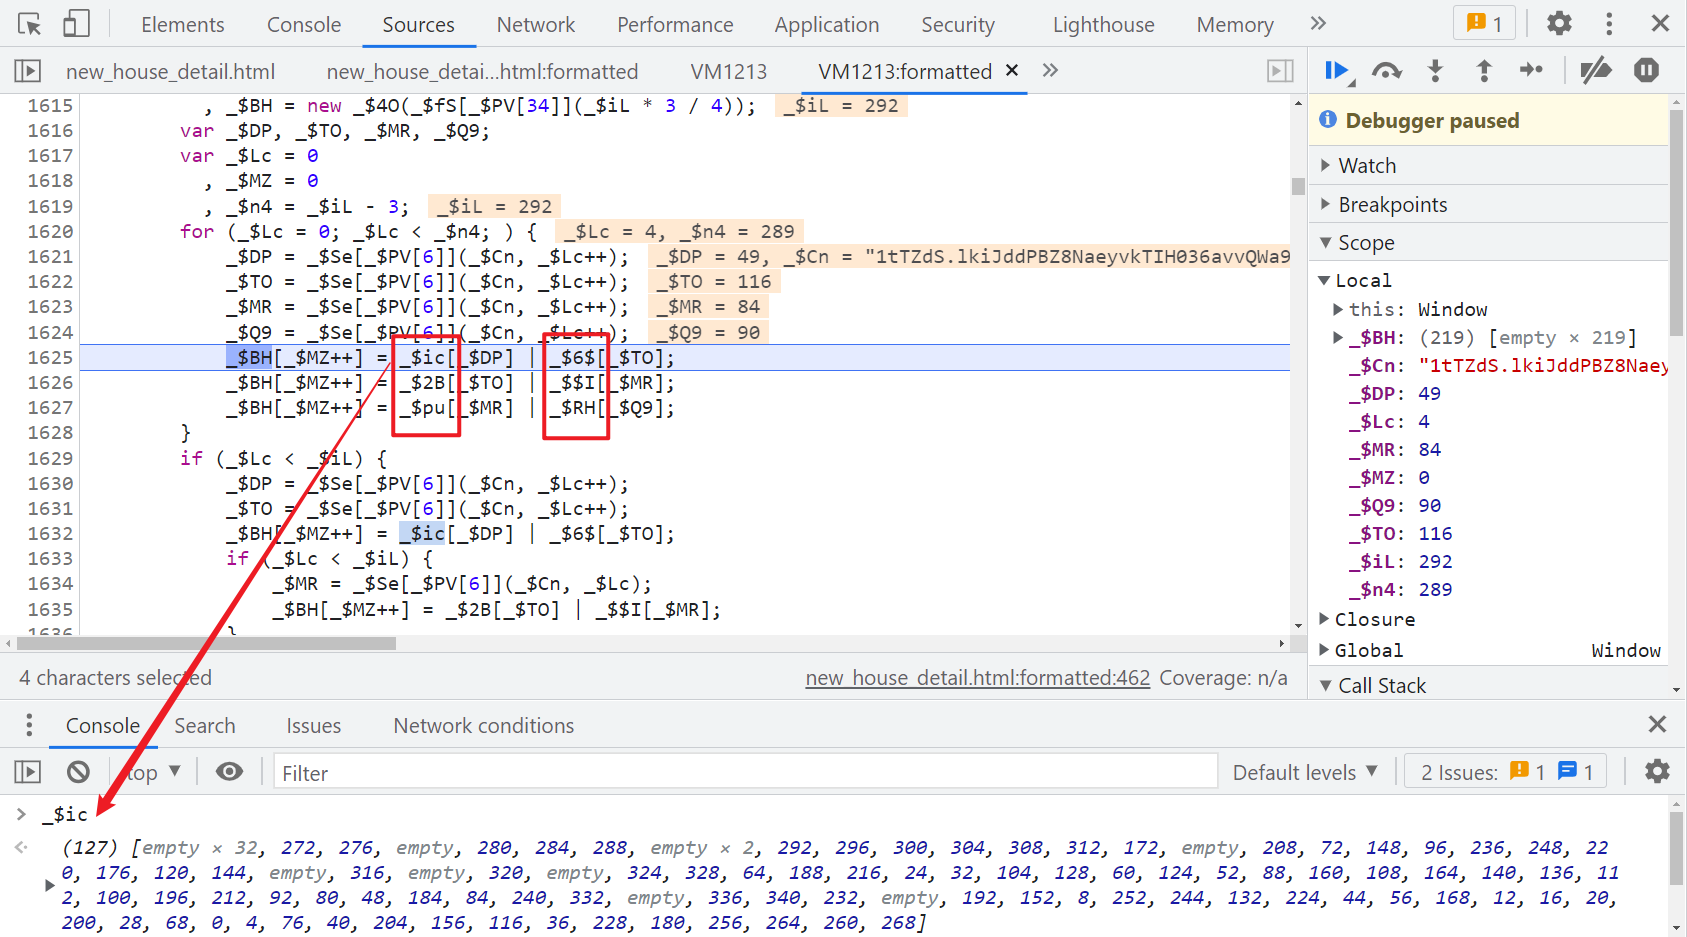 Elements Console Sources Network Performance Application Security Lighthouse Memory 1
new_house_detail.html new_house_detai...html:formatted VM1213 VM1213:formatted
1615 , _$BH = new _$4O(_$fS[_$PV[34]](_$iL * 3 / 4)); _$iL = 292
1616 var _$DP, _$TO, _$MR, _$Q9;
1617 var _$Lc = 0
1618 , _$MZ = 0
1619 , _$n4 = _$iL - 3; _$iL = 292
1620 for (_$Lc = 0; _$Lc < _$n4; ) { _$Lc = 4, _$n4 = 289
1621 _$DP = _$Se[_$PV[6]](_$Cn, _$Lc++); _$DP = 49, _$Cn = "1tTZdS.lkiJddPBZ8NaeyvkTIH036avvQWa9
1622 _$TO = _$Se[_$PV[6]](_$Cn, _$Lc++); _$TO = 116
1623 _$MR = _$Se[_$PV[6]](_$Cn, _$Lc++); _$MR = 84
1624 _$Q9 = _$Se[_$PV[6]](_$Cn, _$Lc++); _$Q9 = 90
1625 _$BH[_$MZ++] = _$ic[_$DP] | _$6$[_$TO];
1626 _$BH[_$MZ++] = _$2B[_$TO] | _$$I[_$MR];
1627 _$BH[_$MZ++] = _$pu[_$MR] | _$RH[_$Q9];
1628 }
1629 if (_$Lc < _$iL) {
1630 _$DP = _$Se[_$PV[6]](_$Cn, _$Lc++);
1631 _$TO = _$Se[_$PV[6]](_$Cn, _$Lc++);
1632 _$BH[_$MZ++] = _$ic[_$DP] | _$6$[_$TO];
1633 if (_$Lc < _$iL) {
1634 _$MR = _$Se[_$PV[6]](_$Cn, _$Lc);
1635 _$BH[_$MZ++] = _$2B[_$TO] | _$$I[_$MR];
1636 }
4 characters selected new_house_detail.html:formatted:462 Coverage: n/a
Debugger paused
Watch
Breakpoints
Scope
Local
this: Window
_$BH: (219) [empty × 219]
_$Cn: "1tTZdS.lkiJddPBZ8Naey
_$DP: 49
_$Lc: 4
_$MR: 84
_$MZ: 0
_$Q9: 90
_$TO: 116
_$iL: 292
_$n4: 289
Closure
Global Window
Call Stack
Console Search Issues Network conditions
top Filter Default levels 2 Issues: 1 1
> _$ic
(127) [empty × 32, 272, 276, empty, 280, 284, 288, empty × 2, 292, 296, 300, 304, 308, 312, 172, empty, 208, 72, 148, 96, 236, 248, 22
0, 176, 120, 144, empty, 316, empty, 320, empty, 324, 328, 64, 188, 216, 24, 32, 104, 128, 60, 124, 52, 88, 160, 108, 164, 140, 136, 11
2, 100, 196, 212, 92, 80, 48, 184, 84, 240, 332, empty, 336, 340, 232, empty, 192, 152, 8, 252, 244, 132, 224, 44, 56, 168, 12, 16, 20,
200, 28, 68, 0, 4, 76, 40, 204, 156, 116, 36, 228, 180, 256, 264, 260, 268]